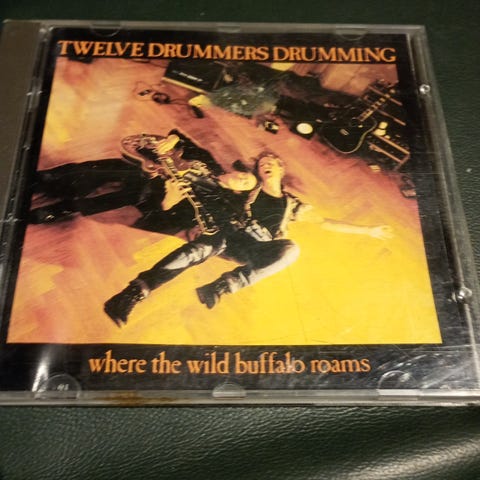 TWELVE DRUMMERS DRUMMING
where the wild buffalo roams